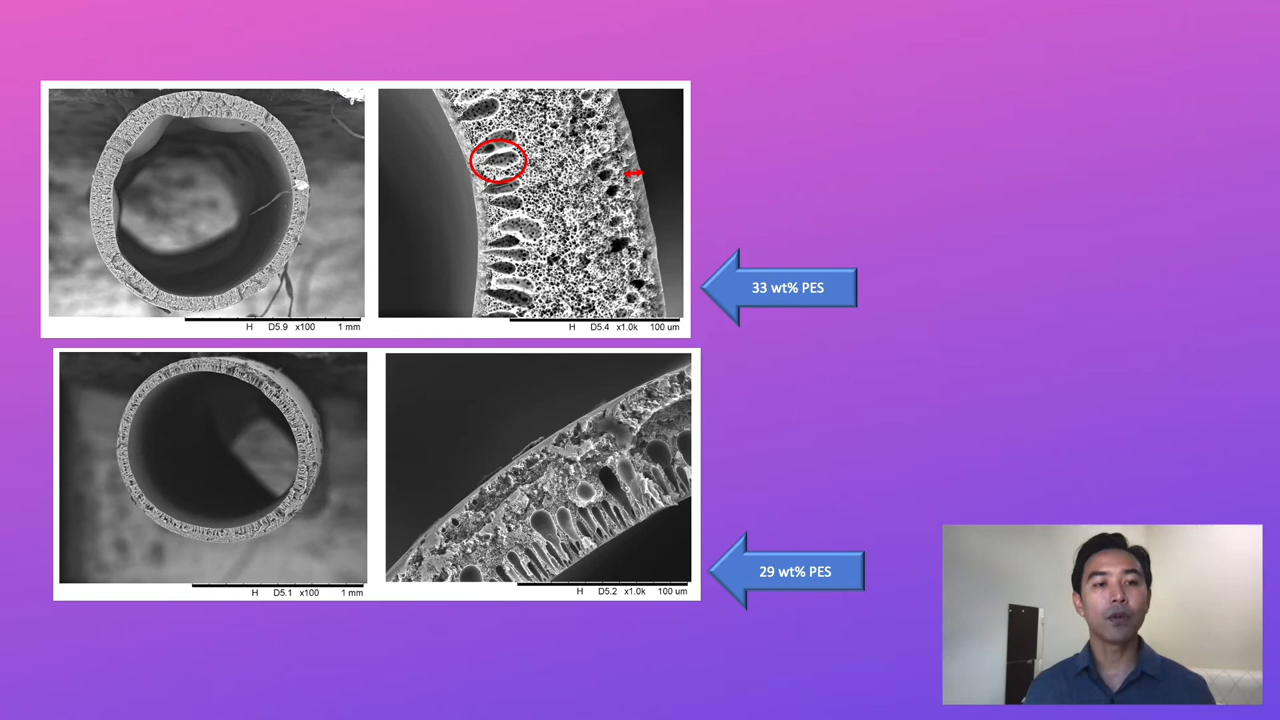 H D5.9 x100 1 mm
H D5.4 x1.0k 100 um
33 wt% PES
H D5.1 x100 1 mm
H D5.2 x1.0k 100 um
29 wt% PES